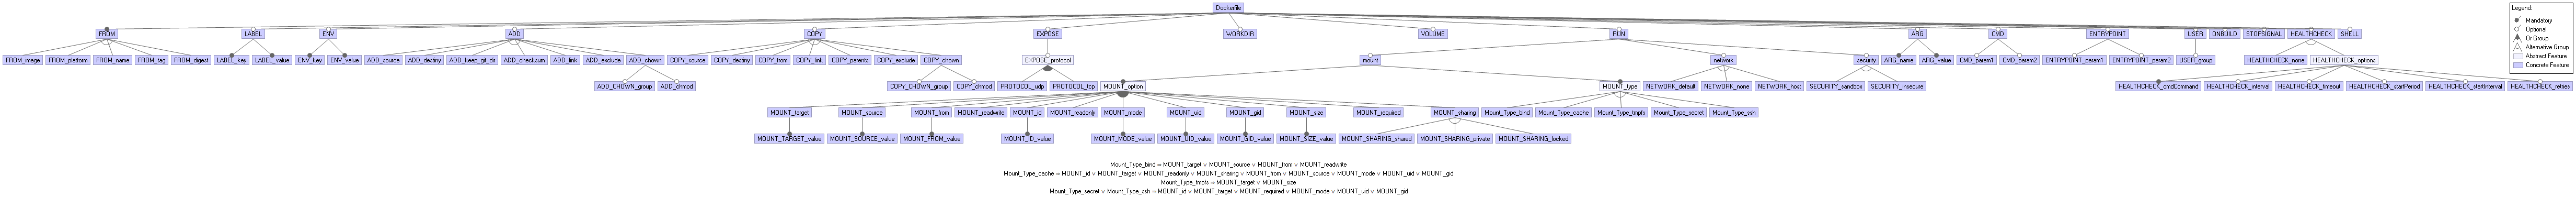 Dockerfile
Legend:
Mandatory
Optional
Or Group
Alternative Group
Abstract Feature
Concrete Feature
FROM LABEL ENV ADD COPY EXPOSE WORKDIR VOLUME RUN ARG CMD ENTRYPOINT USER ONBUILD STOPSIGNAL HEALTHCHECK SHELL
FROM_image FROM_platform FROM_name FROM_tag FROM_digest LABEL_key LABEL_value ENV_key ENV_value ADD_source ADD_destiny ADD_keep_git_dir ADD_checksum ADD_link ADD_exclude ADD_chown COPY_source COPY_destiny COPY_from COPY_link COPY_parents COPY_exclude COPY_chown EXPOSE_protocol mount network security ARG_name ARG_value CMD_param1 CMD_param2 ENTRYPOINT_param1 ENTRYPOINT_param2 USER_group HEALTHCHECK_none HEALTHCHECK_options
ADD_CHOWN_group ADD_chmod COPY_CHOWN_group COPY_chmod PROTOCOL_udp PROTOCOL_tcp MOUNT_option MOUNT_type NETWORK_default NETWORK_none NETWORK_host SECURITY_sandbox SECURITY_insecure HEALTHCHECK_cmdCommand HEALTHCHECK_interval HEALTHCHECK_timeout HEALTHCHECK_startPeriod HEALTHCHECK_startInterval HEALTHCHECK_retries
MOUNT_target MOUNT_source MOUNT_from MOUNT_readwrite MOUNT_id MOUNT_readonly MOUNT_mode MOUNT_uid MOUNT_gid MOUNT_size MOUNT_required MOUNT_sharing Mount_Type_bind Mount_Type_cache Mount_Type_tmpfs Mount_Type_secret Mount_Type_ssh
MOUNT_TARGET_value MOUNT_SOURCE_value MOUNT_FROM_value MOUNT_ID_value MOUNT_MODE_value MOUNT_UID_value MOUNT_GID_value MOUNT_SIZE_value MOUNT_SHARING_shared MOUNT_SHARING_private MOUNT_SHARING_locked
Mount_Type_bind ⇒ MOUNT_target ∨ MOUNT_source ∨ MOUNT_from ∨ MOUNT_readwrite
Mount_Type_cache ⇒ MOUNT_id ∨ MOUNT_target ∨ MOUNT_readonly ∨ MOUNT_sharing ∨ MOUNT_from ∨ MOUNT_source ∨ MOUNT_mode ∨ MOUNT_uid ∨ MOUNT_gid
Mount_Type_tmpfs ⇒ MOUNT_target ∨ MOUNT_size
Mount_Type_secret ∨ Mount_Type_ssh ⇒ MOUNT_id ∨ MOUNT_target ∨ MOUNT_required ∨ MOUNT_mode ∨ MOUNT_uid ∨ MOUNT_gid